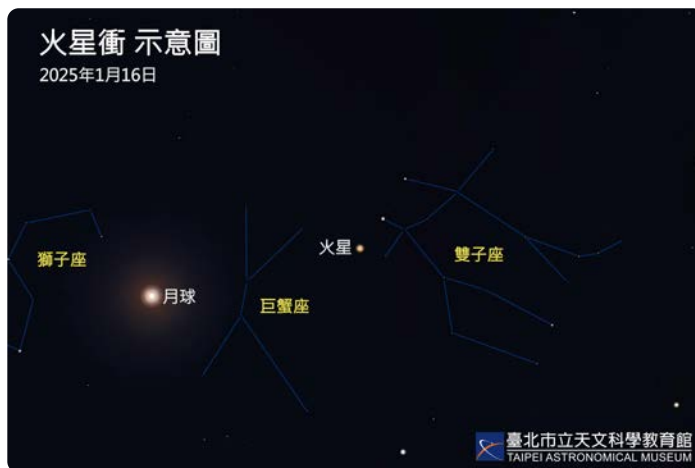 火星衝 示意圖
2025年1月16日
獅子座
月球
巨蟹座
火星
雙子座
臺北市立天文科學教育館
TAIPEI ASTRONOMICAL MUSEUM